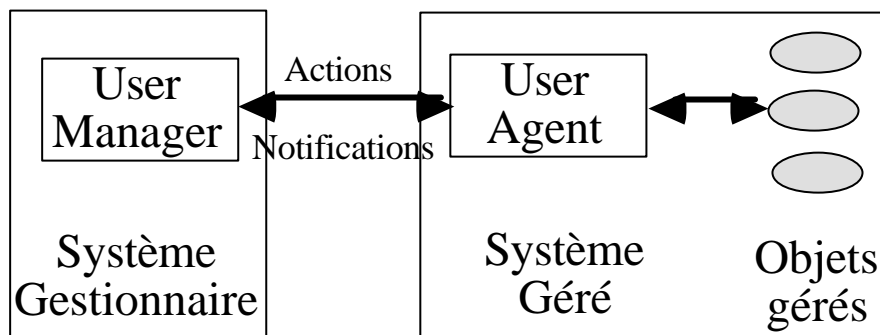 User
Manager
Actions
Notifications
User
Agent
Système
Gestionnaire
Système
Géré
Objets
gérés